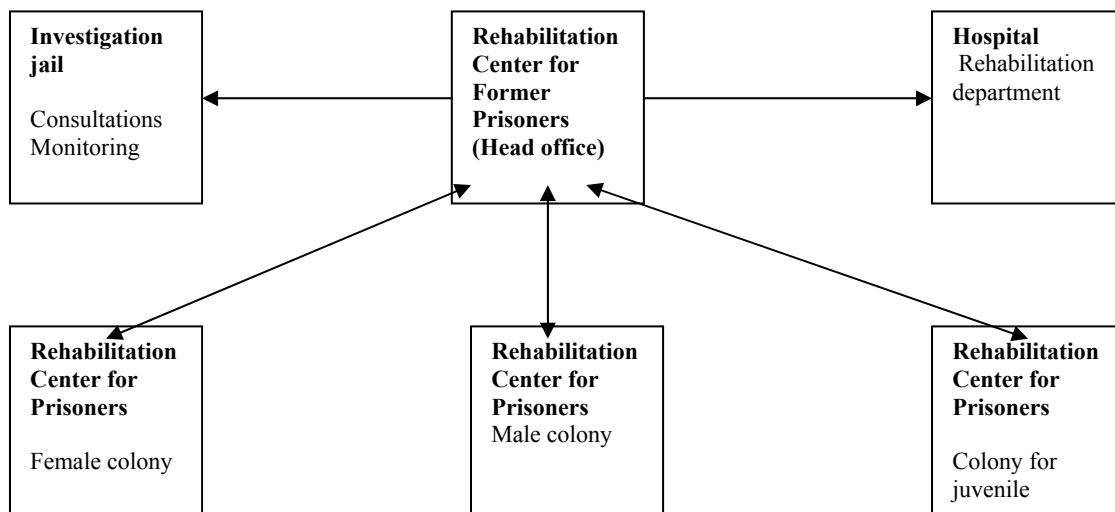 Investigation
jail
Consultations
Monitoring
Rehabilitation
Center for
Former
Prisoners
(Head office)
Hospital
Rehabilitation
department
Rehabilitation
Center for
Prisoners
Female colony
Rehabilitation
Center for
Prisoners
Male colony
Rehabilitation
Center for
Prisoners
Colony for
juvenile